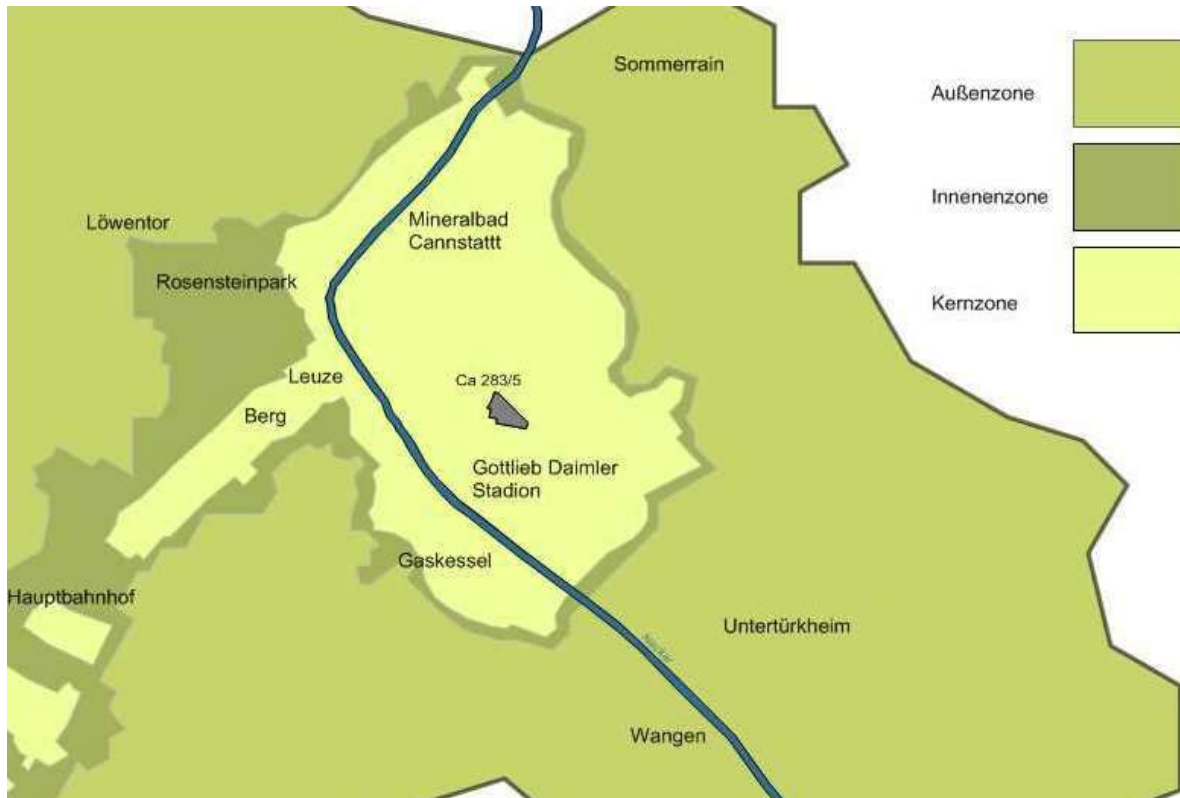 Sommerrain
Außenzone
Innenenzone
Kernzone
Löwentor
Mineralbad
Cannstattt
Rosensteinpark
Leuze
Ca 283/5
Berg
Gottlieb Daimler
Stadion
Gaskessel
Hauptbahnhof
Untertürkheim
Neckar
Wangen